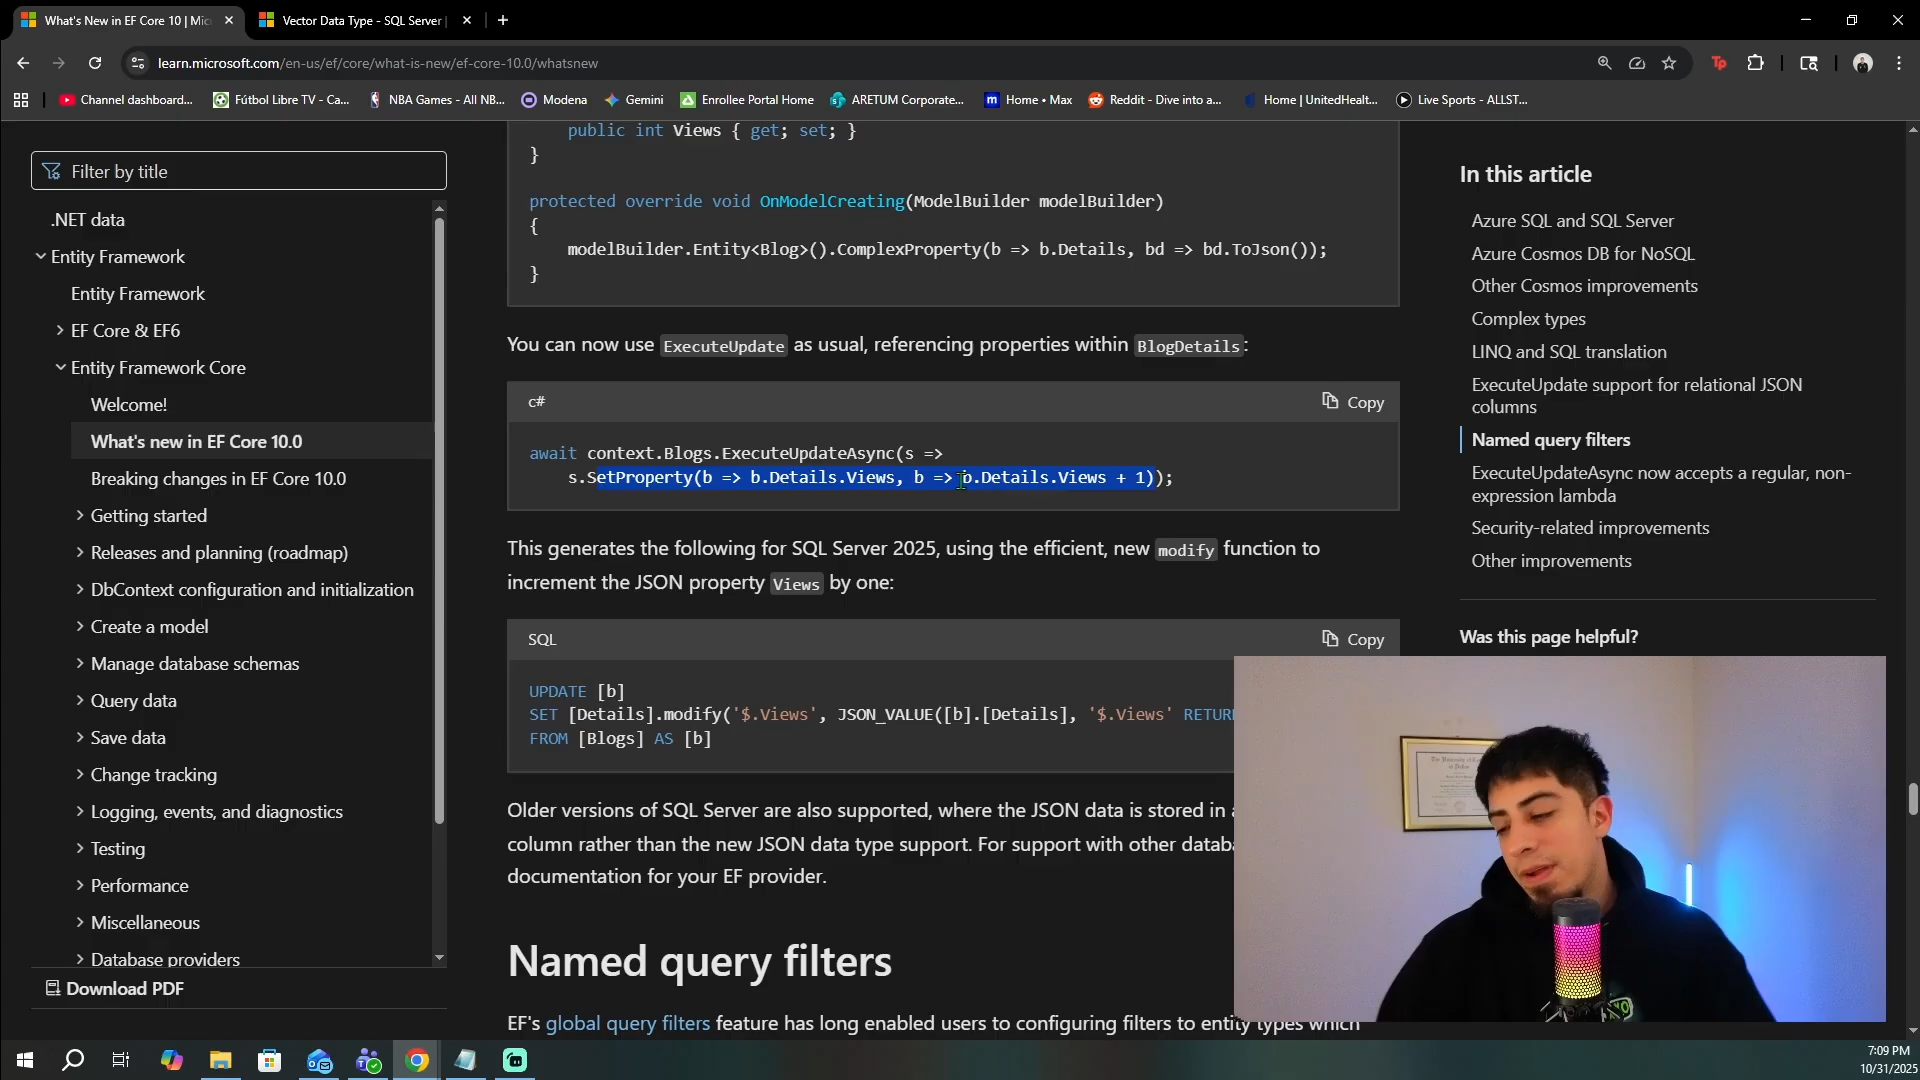 What's New in EF Core 10 | Mic
Vector Data Type - SQL Server
learn.microsoft.com/en-us/ef/core/what-is-new/ef-core-10.0/whatsnew
Channel dashboard...
Fútbol Libre TV - Ca...
NBA Games - All NB...
Modena
Gemini
Enrollee Portal Home
ARETUM Corporate...
Home • Max
Reddit - Dive into a...
Home | UnitedHealt...
Live Sports - ALLST...
Filter by title
.NET data
Entity Framework
Entity Framework
EF Core & EF6
Entity Framework Core
Welcome!
What's new in EF Core 10.0
Breaking changes in EF Core 10.0
Getting started
Releases and planning (roadmap)
DbContext configuration and initialization
Create a model
Manage database schemas
Query data
Save data
Change tracking
Logging, events, and diagnostics
Testing
Performance
Miscellaneous
Database providers
Download PDF
public int Views { get; set; }
}
protected override void OnModelCreating(ModelBuilder modelBuilder)
{
modelBuilder.Entity<Blog>().ComplexProperty(b => b.Details, bd => bd.ToJson());
}
You can now use ExecuteUpdate as usual, referencing properties within BlogDetails:
c#
Copy
await context.Blogs.ExecuteUpdateAsync(s =>
s.SetProperty(b => b.Details.Views, b => b.Details.Views + 1));
This generates the following for SQL Server 2025, using the efficient, new modify function to
increment the JSON property Views by one:
SQL
Copy
UPDATE [b]
SET [Details].modify('$.Views', JSON_VALUE([b].[Details], '$.Views' RETUR
FROM [Blogs] AS [b]
Older versions of SQL Server are also supported, where the JSON data is stored in
column rather than the new JSON data type support. For support with other datab
documentation for your EF provider.
Named query filters
EF's global query filters feature has long enabled users to configuring filters to entity types which
In this article
Azure SQL and SQL Server
Azure Cosmos DB for NoSQL
Other Cosmos improvements
Complex types
LINQ and SQL translation
ExecuteUpdate support for relational JSON
columns
Named query filters
ExecuteUpdateAsync now accepts a regular, non-
expression lambda
Security-related improvements
Other improvements
Was this page helpful?
7:09 PM
10/31/2025